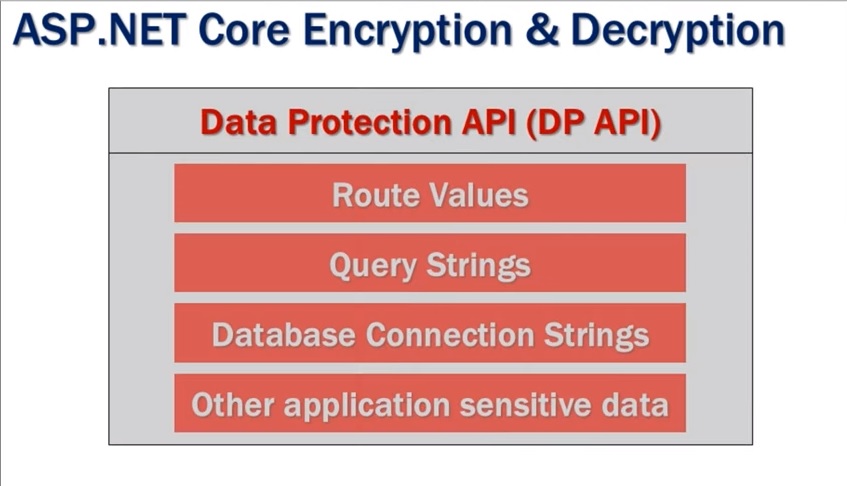 ASP.NET Core Encryption & Decryption
Data Protection API (DP API)
Route Values
Query Strings
Database Connection Strings
Other application sensitive data